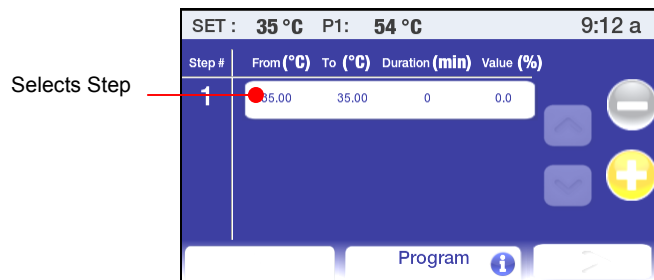 SET : 35 °C P1: 54 °C 9:12 a
Step # From (°C) To (°C) Duration (min) Value (%)
Selects Step
1 35.00 35.00 0 0.0
Program